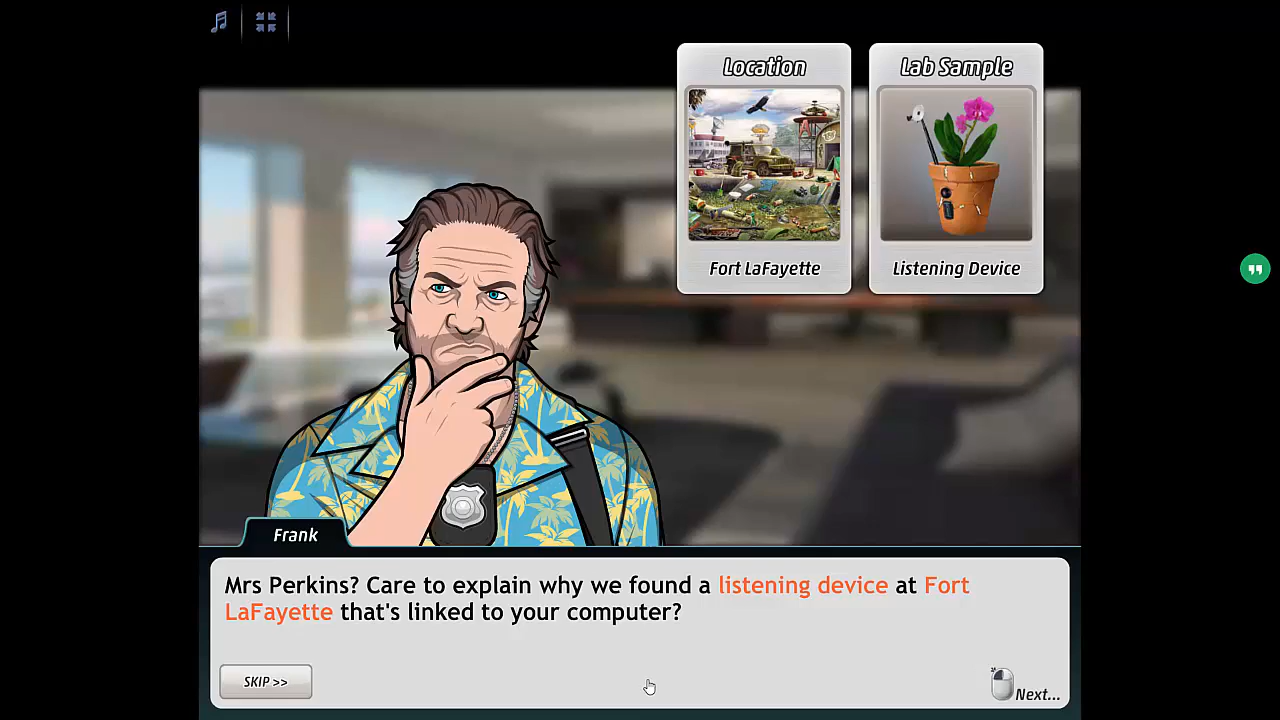 Location
Lab Sample
Fort LaFayette
Listening Device
Frank
Mrs Perkins? Care to explain why we found a listening device at Fort
LaFayette that's linked to your computer?
SKIP >>
Next...